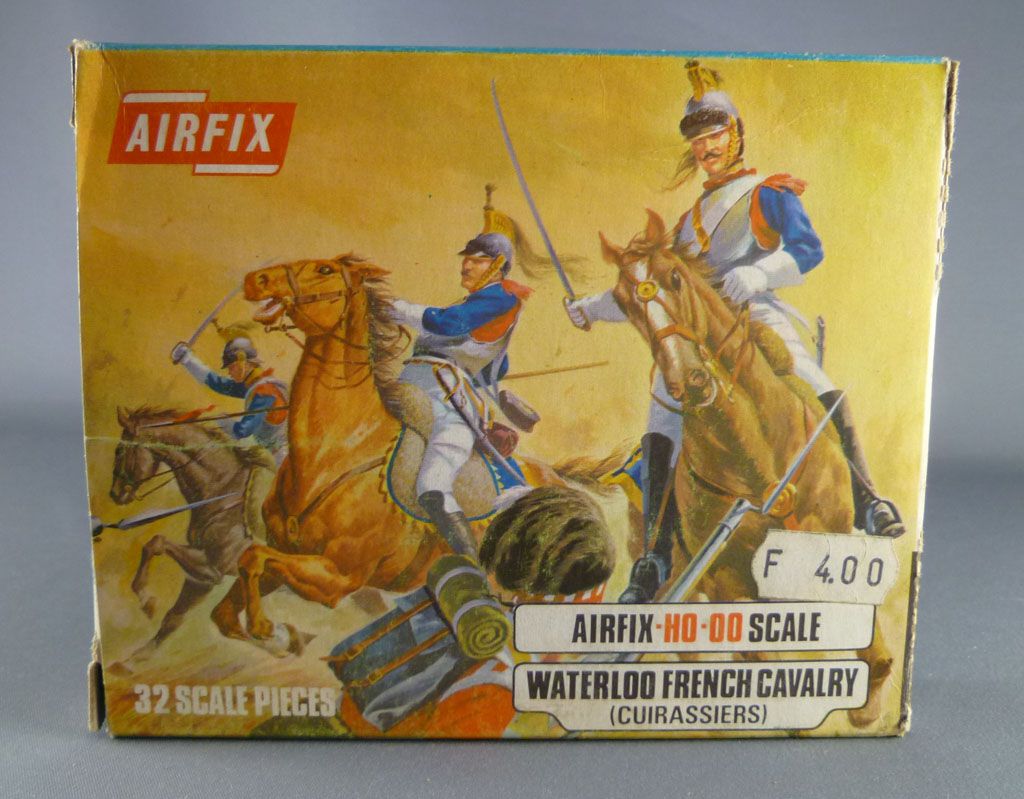 AIRFIX
F 4.00
AIRFIX·HO·OO SCALE
WATERLOO FRENCH CAVALRY
(CUIRASSIERS)
32 SCALE PIECES